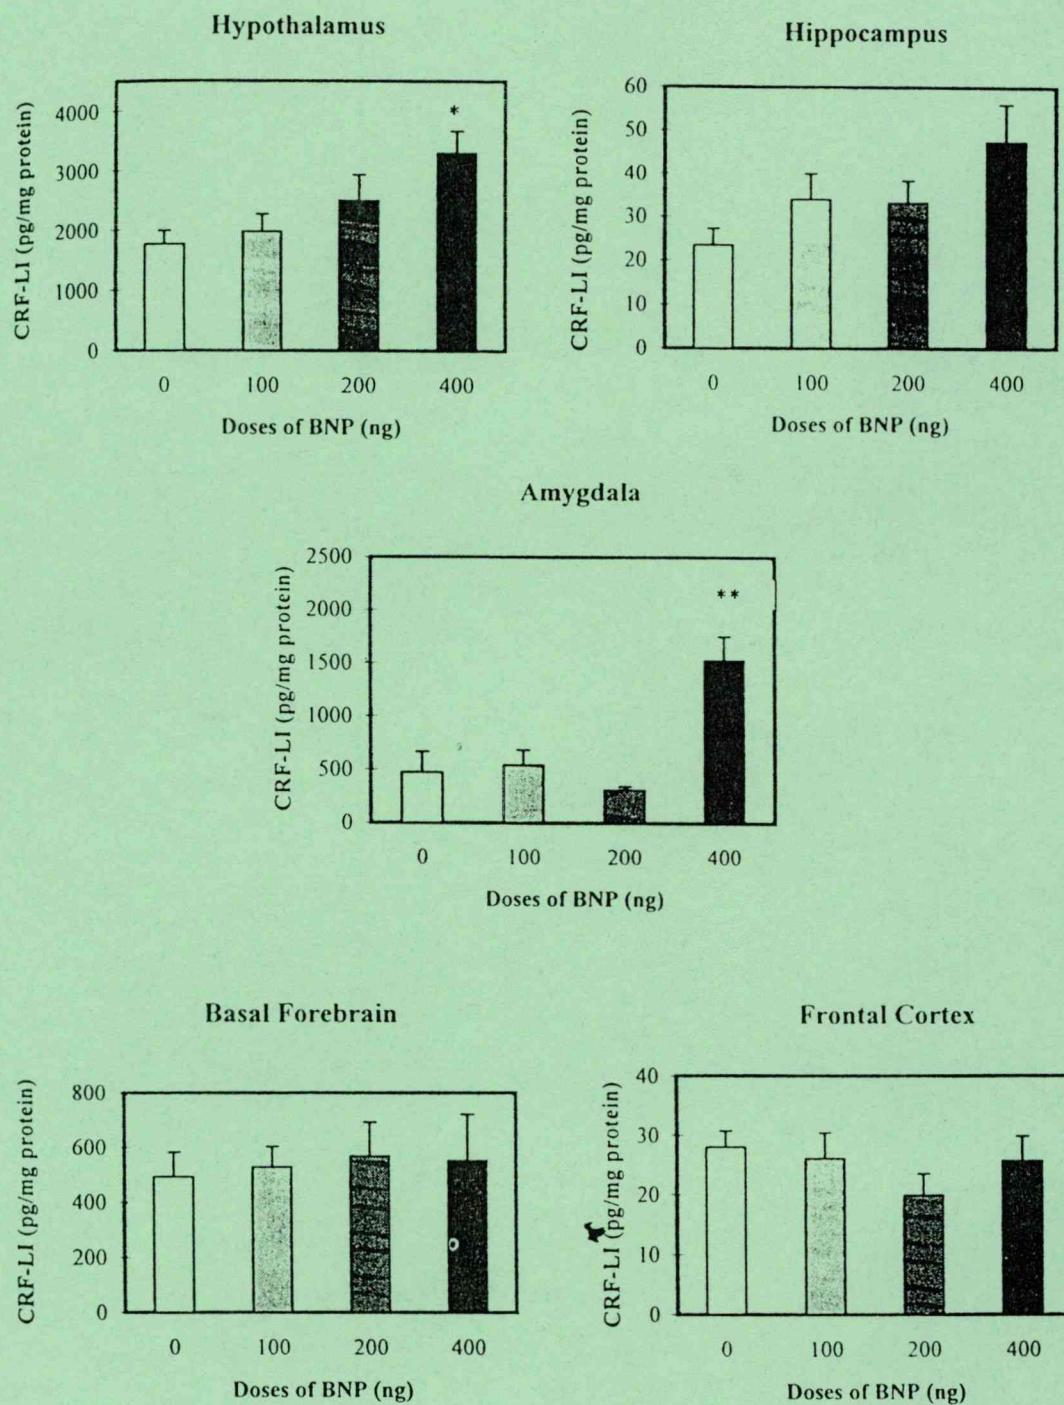 Hypothalamus
CRF-LI (pg/mg protein)
4000
3000
2000
1000
0
*
0 100 200 400
Doses of BNP (ng)
Hippocampus
CRF-LI (pg/mg protein)
60
50
40
30
20
10
0
0 100 200 400
Doses of BNP (ng)
Amygdala
CRF-LI (pg/mg protein)
2500
2000
1500
1000
500
0
**
0 100 200 400
Doses of BNP (ng)
Basal Forebrain
CRF-LI (pg/mg protein)
800
600
400
200
0
0 100 200 400
Doses of BNP (ng)
Frontal Cortex
CRF-LI (pg/mg protein)
40
30
20
10
0
0 100 200 400
Doses of BNP (ng)